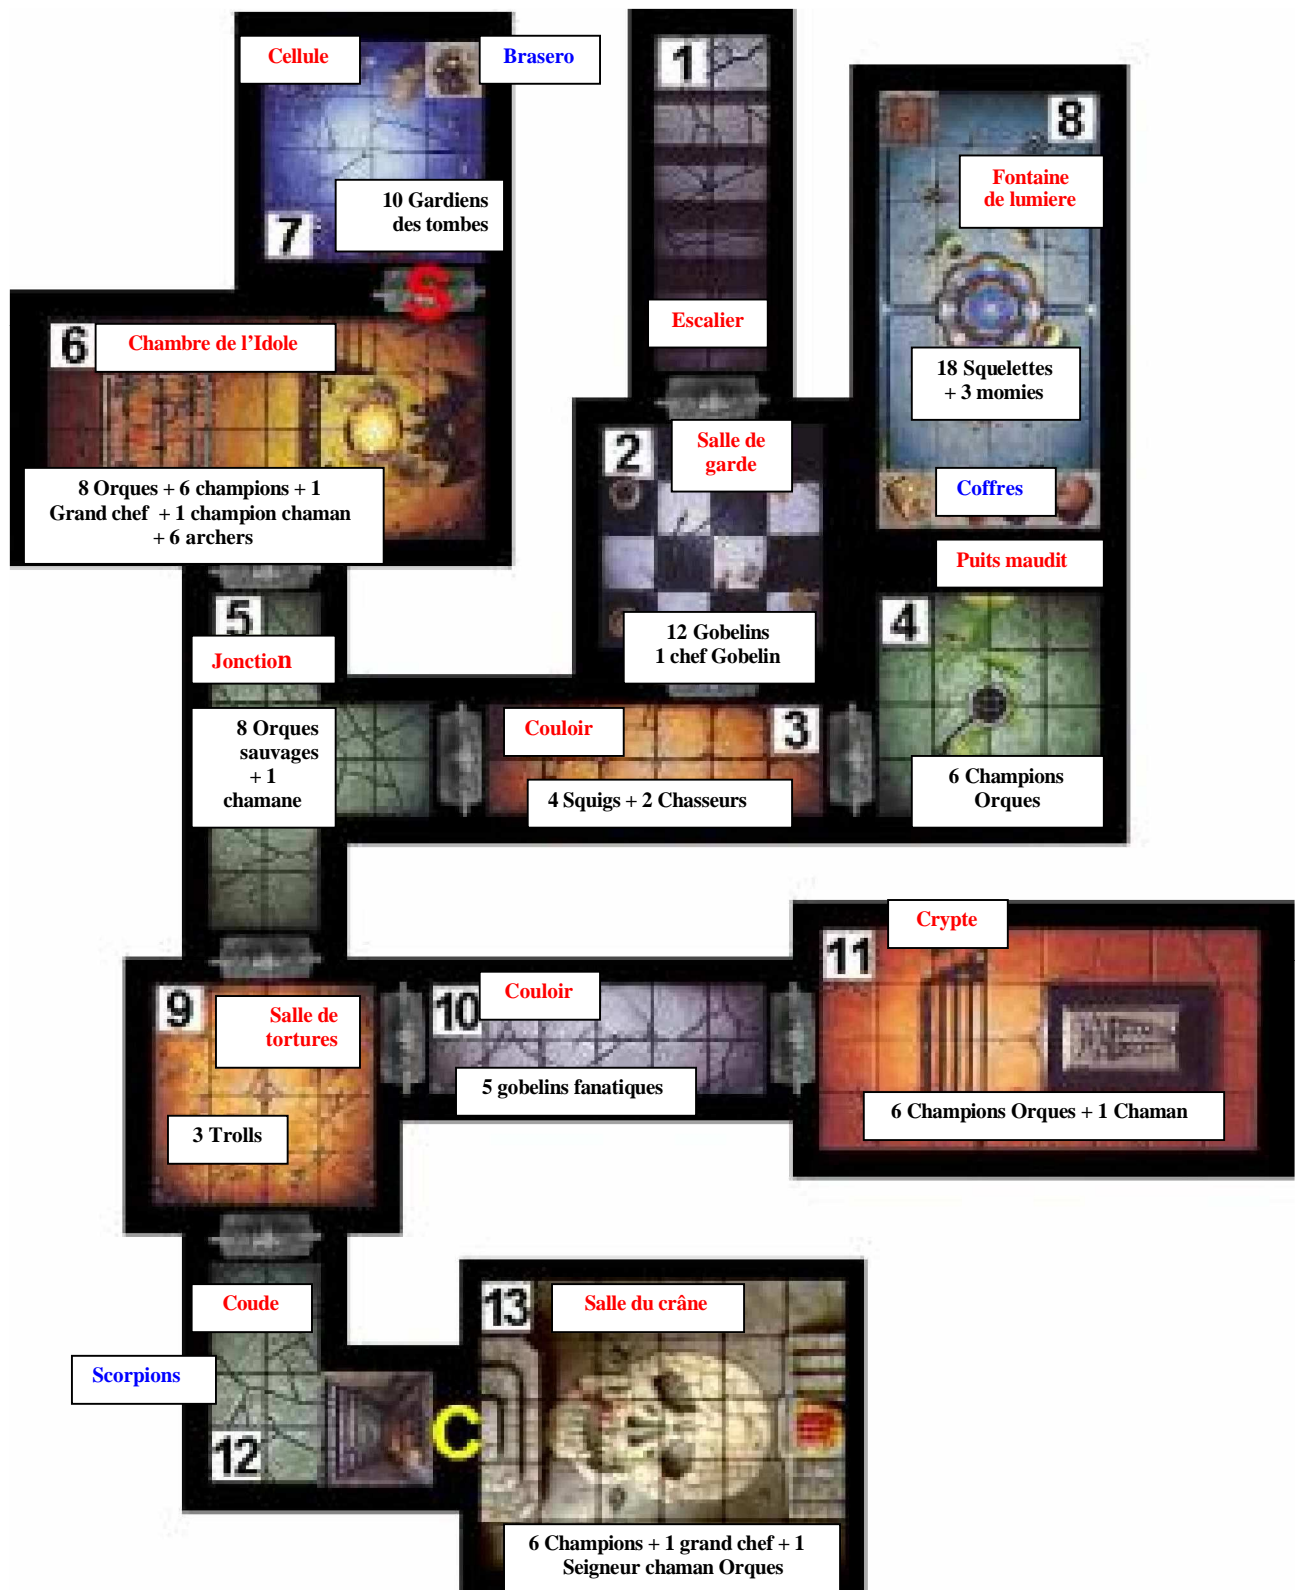 Cellule
Brasero
10 Gardiens
des tombes
7
S
1
Escalier
8
Fontaine
de lumiere
18 Squelettes
+ 3 momies
Coffres
6
Chambre de l'Idole
8 Orques + 6 champions + 1
Grand chef + 1 champion chaman
+ 6 archers
2
Salle de
garde
12 Gobelins
1 chef Gobelin
Puits maudit
4
6 Champions
Orques
5
Jonction
8 Orques
sauvages
+ 1
chamane
Couloir
3
4 Squigs + 2 Chasseurs
9
Salle de
tortures
3 Trolls
10
Couloir
5 gobelins fanatiques
Crypte
11
6 Champions Orques + 1 Chaman
Coude
Scorpions
12
C
13
Salle du crâne
6 Champions + 1 grand chef + 1
Seigneur chaman Orques